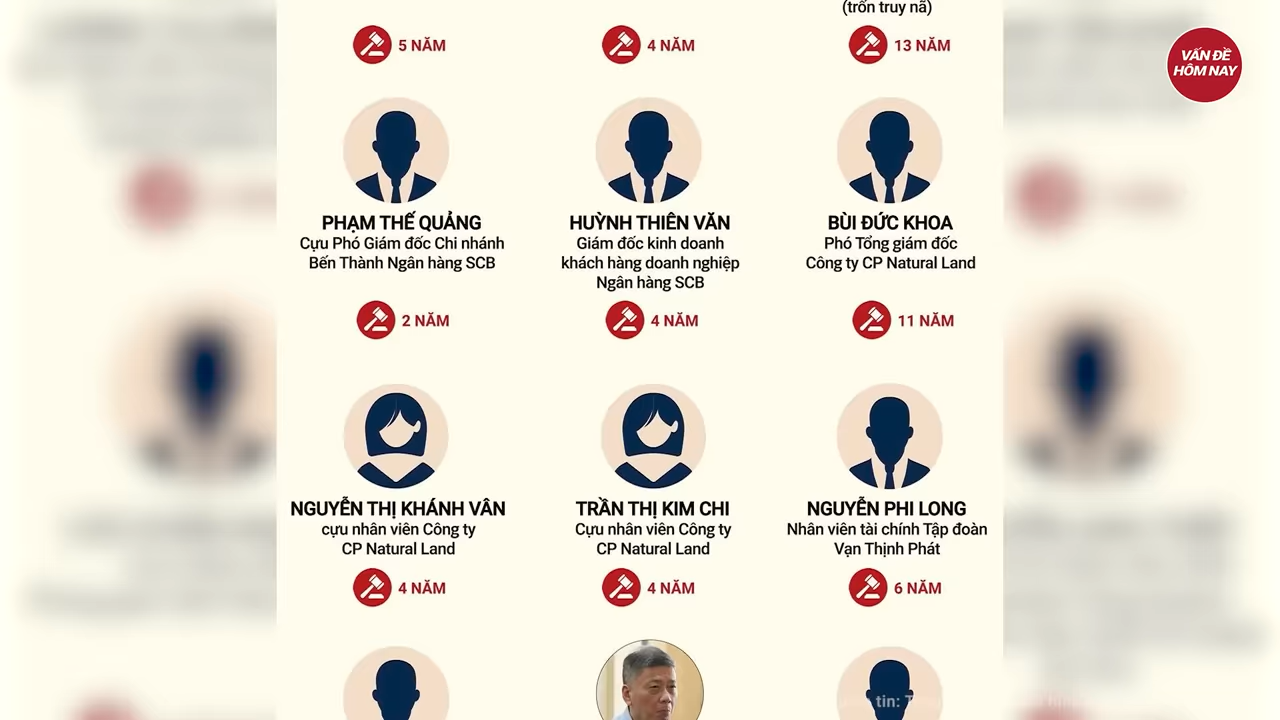 (trốn truy nã)
5 NĂM
4 NĂM
13 NĂM
VẤN ĐỀ
HÔM NAY
PHẠM THẾ QUẢNG
Cựu Phó Giám đốc Chi nhánh
Bến Thành Ngân hàng SCB
2 NĂM
HUỲNH THIÊN VĂN
Giám đốc kinh doanh
khách hàng doanh nghiệp
Ngân hàng SCB
4 NĂM
BÙI ĐỨC KHOA
Phó Tổng giám đốc
Công ty CP Natural Land
11 NĂM
NGUYỄN THỊ KHÁNH VÂN
cựu nhân viên Công ty
CP Natural Land
4 NĂM
TRẦN THỊ KIM CHI
Cựu nhân viên Công ty
CP Natural Land
4 NĂM
NGUYỄN PHI LONG
Nhân viên tài chính Tập đoàn
Vạn Thịnh Phát
6 NĂM
tin: